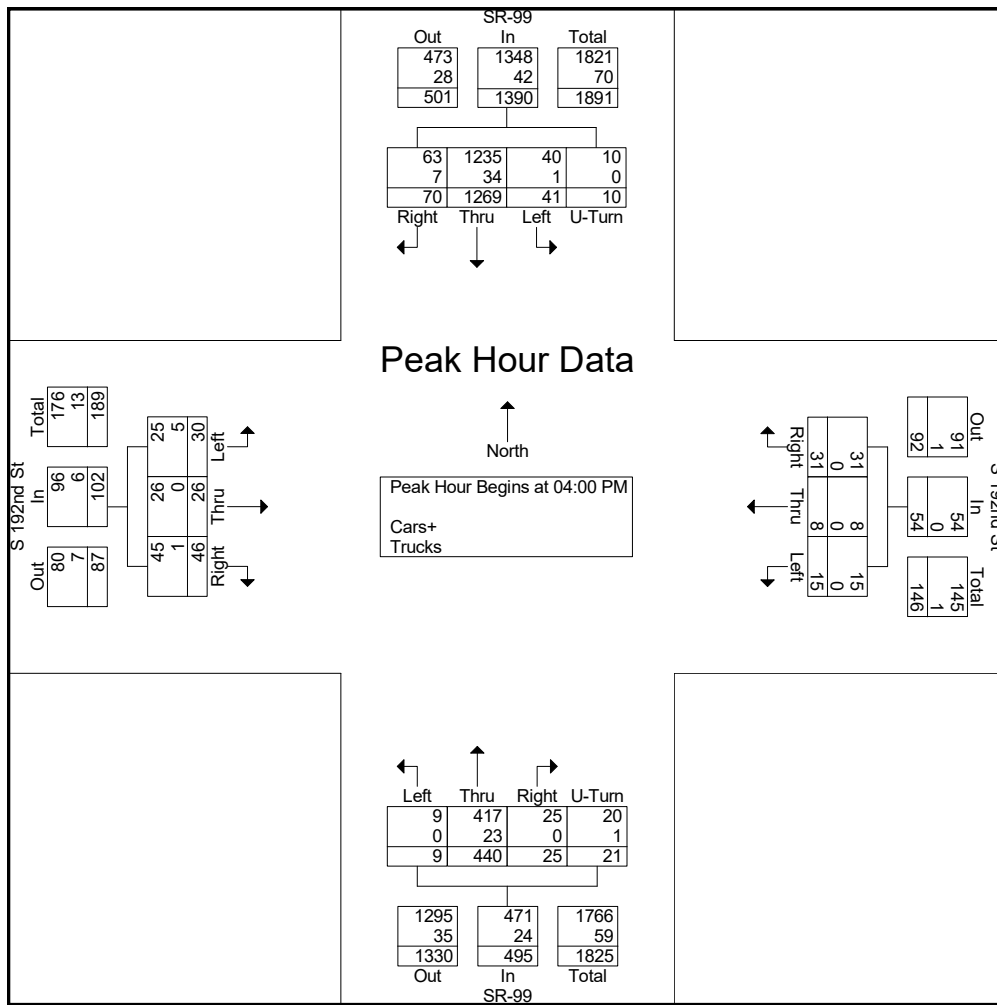 SR-99
Out In Total
473 1348 1821
28 42 70
501 1390 1891
63 1235 40 10
7 34 1 0
70 1269 41 10
Right Thru Left U-Turn
Peak Hour Data
North
Peak Hour Begins at 04:00 PM
Cars+
Trucks
S 192nd St
Total In Out
176 96 80
13 6 7
189 102 87
25 26 45
5 0 1
30 26 46
Left Thru Right
S 192nd St
Out In Total
91 54 145
1 0 1
92 54 146
31 8 15
0 0 0
31 8 15
Right Thru Left
Left Thru Right U-Turn
9 417 25 20
0 23 0 1
9 440 25 21
1295 471 1766
35 24 59
1330 495 1825
Out In Total
SR-99